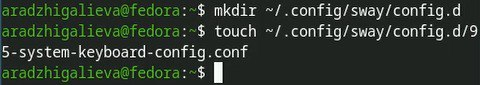 aradzhigalieva@fedora:~$ mkdir ~/.config/sway/config.d
aradzhigalieva@fedora:~$ touch ~/.config/sway/config.d/9
5-system-keyboard-config.conf
aradzhigalieva@fedora:~$